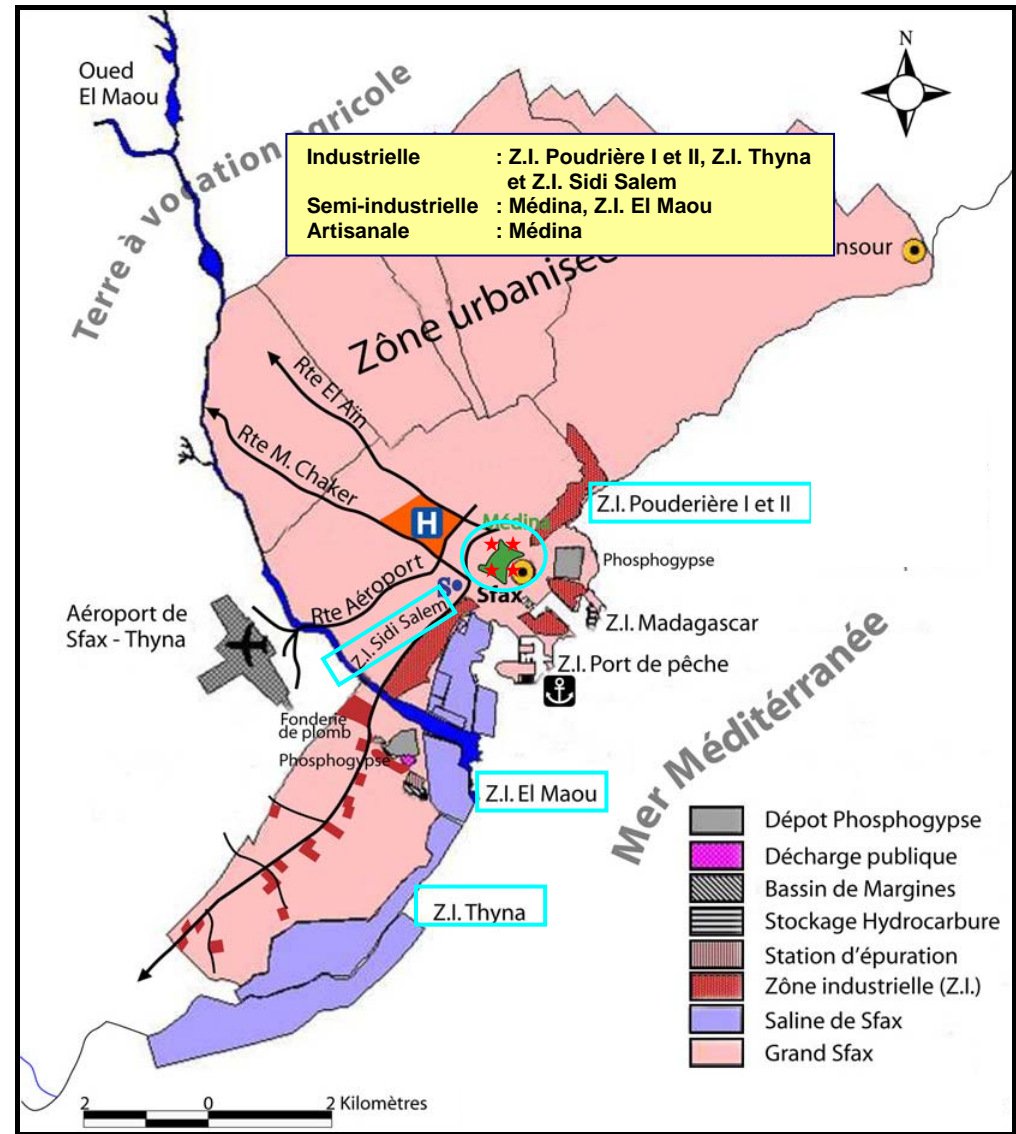 N
Oued
El Maou
Terre à vocation agricole
Industrielle : Z.I. Poudrière I et II, Z.I. Thyna
et Z.I. Sidi Salem
Semi-industrielle : Médina, Z.I. El Maou
Artisanale : Médina
nsour
Zône urbanisée
Rte El Aïn
Rte M. Chaker
Z.I. Pouderière I et II
H
Médina
Phosphogypse
Rte Aéroport
S
Sfax
Aéroport de
Sfax - Thyna
Z.I. Sidi Salem
Z.I. Madagascar
Z.I. Port de pêche
Mer Méditérranée
Fonderie
de plomb
Phosphogypse
Z.I. El Maou
Z.I. Thyna
Dépot Phosphogypse
Décharge publique
Bassin de Margines
Stockage Hydrocarbure
Station d'épuration
Zône industrielle (Z.I.)
Saline de Sfax
Grand Sfax
2 0 2 Kilomètres